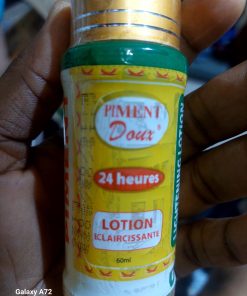 PIMENT
Doux®
24 heures
LOTION
ECLAIRCISSANTE
60ml
LIGHTENING LOTION
Galaxy A72